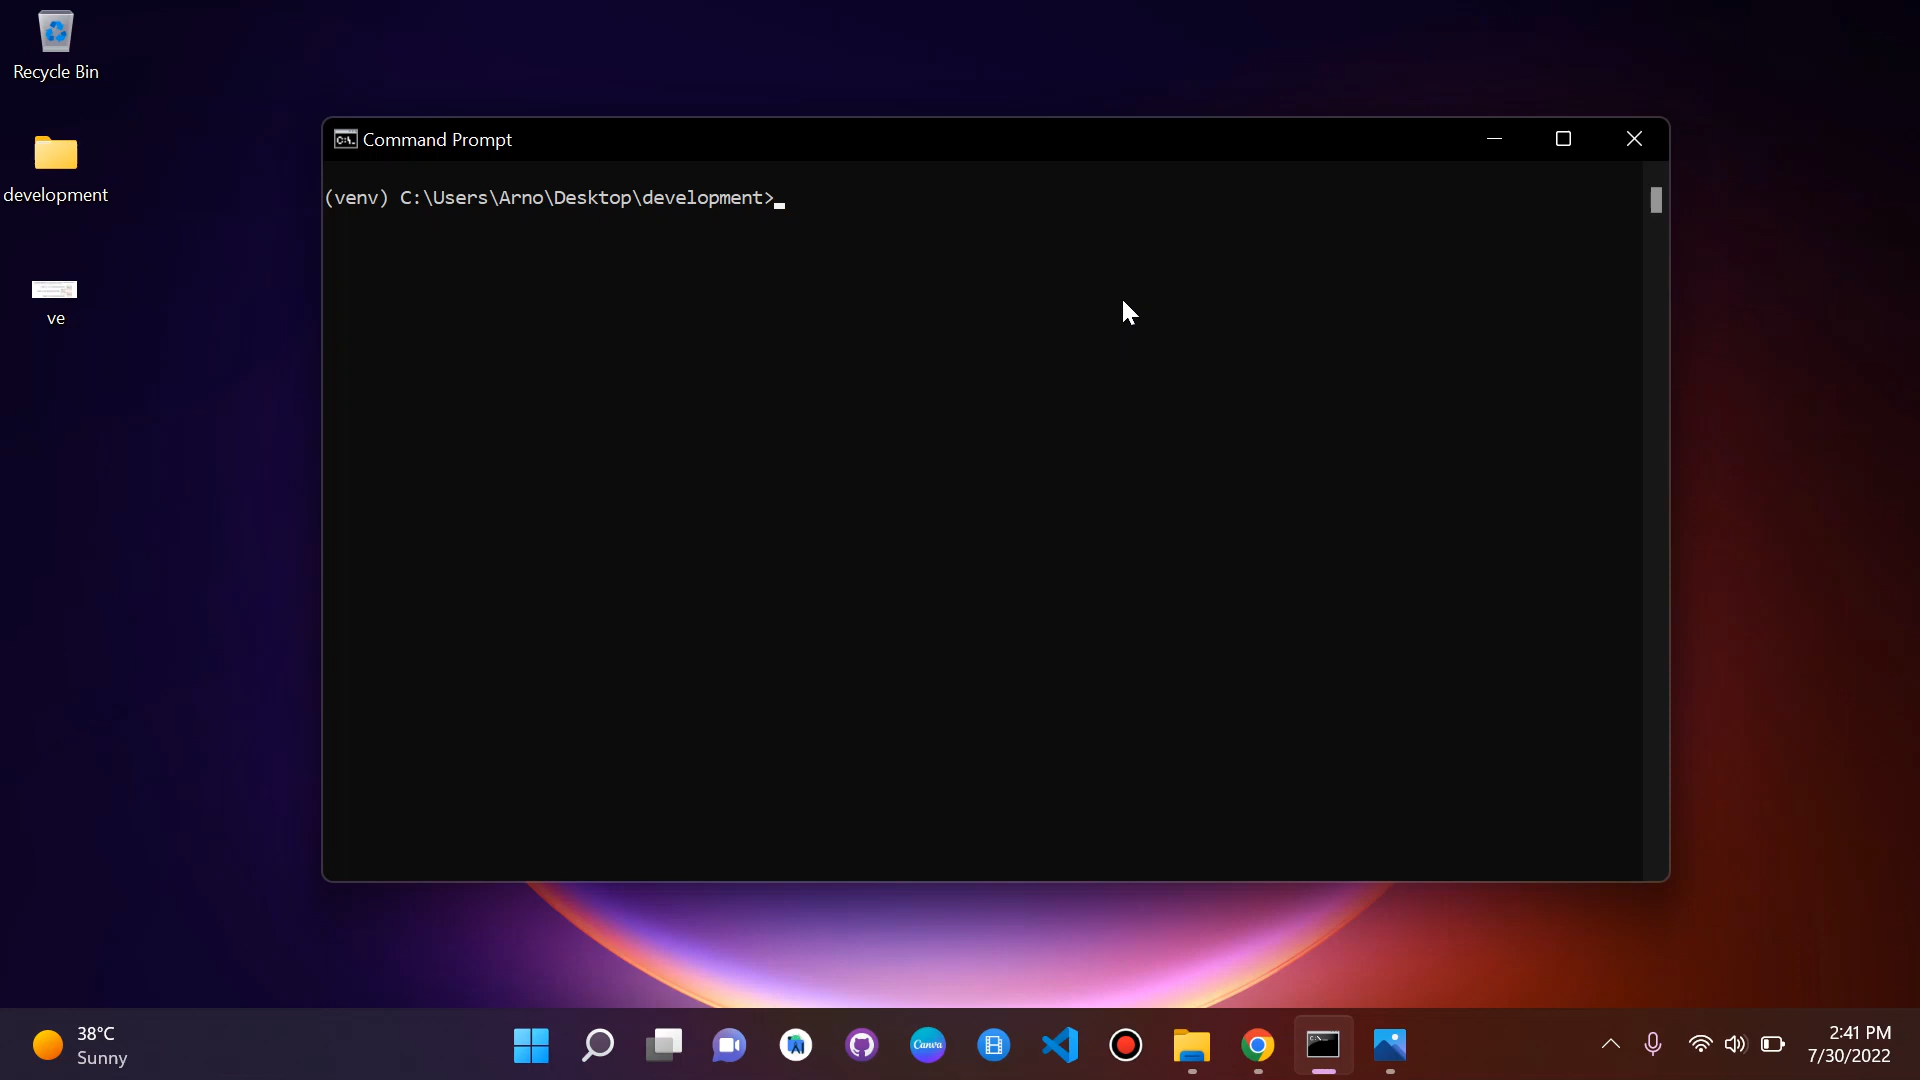 Recycle Bin
development
ve
Command Prompt
(venv) C:\Users\Arno\Desktop\development>
38°C
Sunny
Canva
2:41 PM
7/30/2022